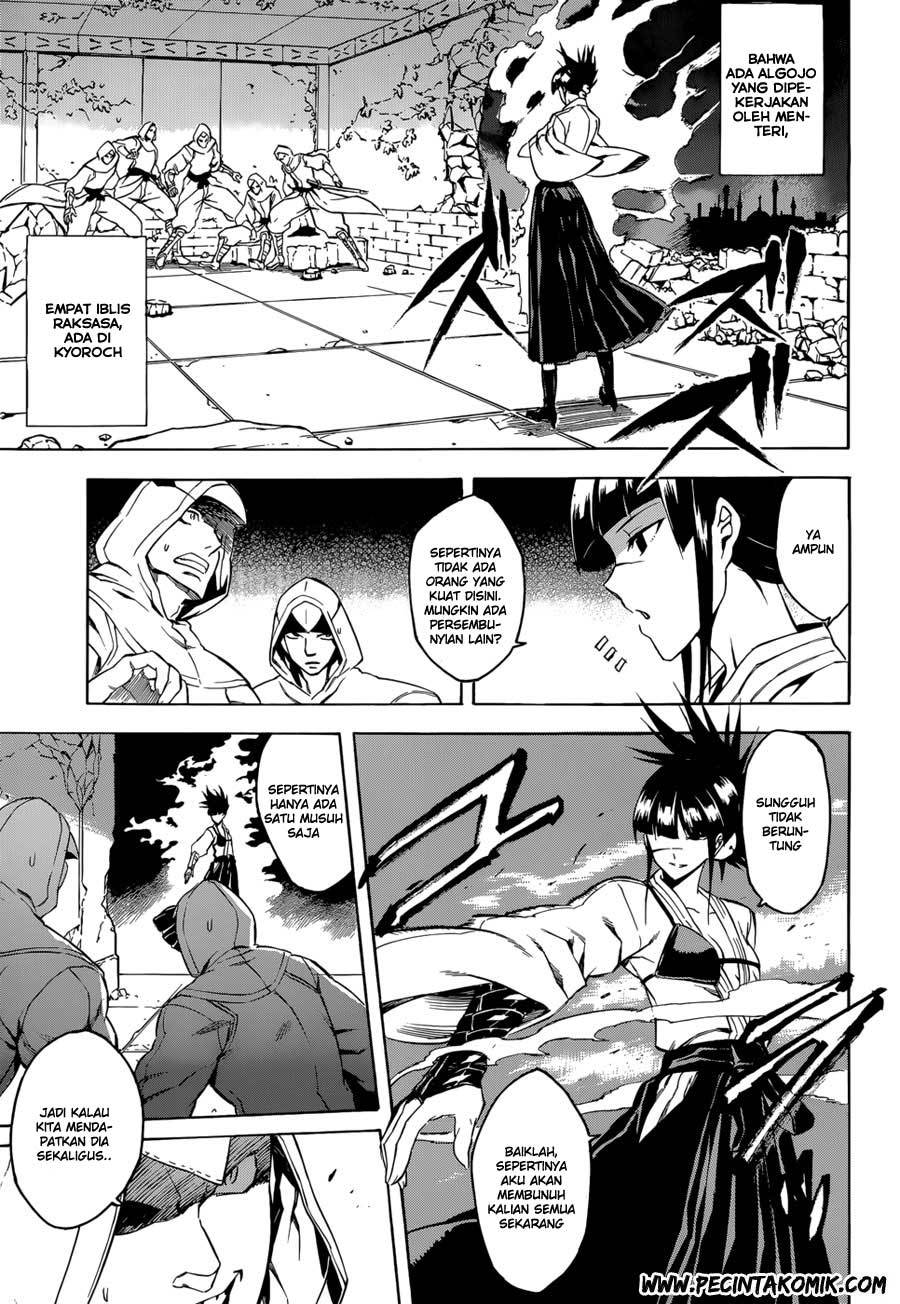 BAHWA
ADA ALGOJO
YANG DIPE-
KERJAKAN
OLEH MEN-
TERI,
EMPAT IBLIS
RAKSASA,
ADA DI
KYOROCH
YA
AMPUN
SEPERTINYA
TIDAK ADA
ORANG YANG
KUAT DISINI.
MUNGKIN ADA
PERSEMBU-
NYIAN LAIN?
SUNGGUH
TIDAK
BERUN-
TUNG
BAIKLAH,
SEPERTINYA
AKU AKAN
MEMBUNUH
KALIAN SEMUA
SEKARANG
SEPERTINYA
HANYA ADA
SATU MUSUH
SAJA
JADI KALAU
KITA MENDA-
PATKAN DIA
SEKALIGUS..
WWW.PECINTAKOMIK.COM